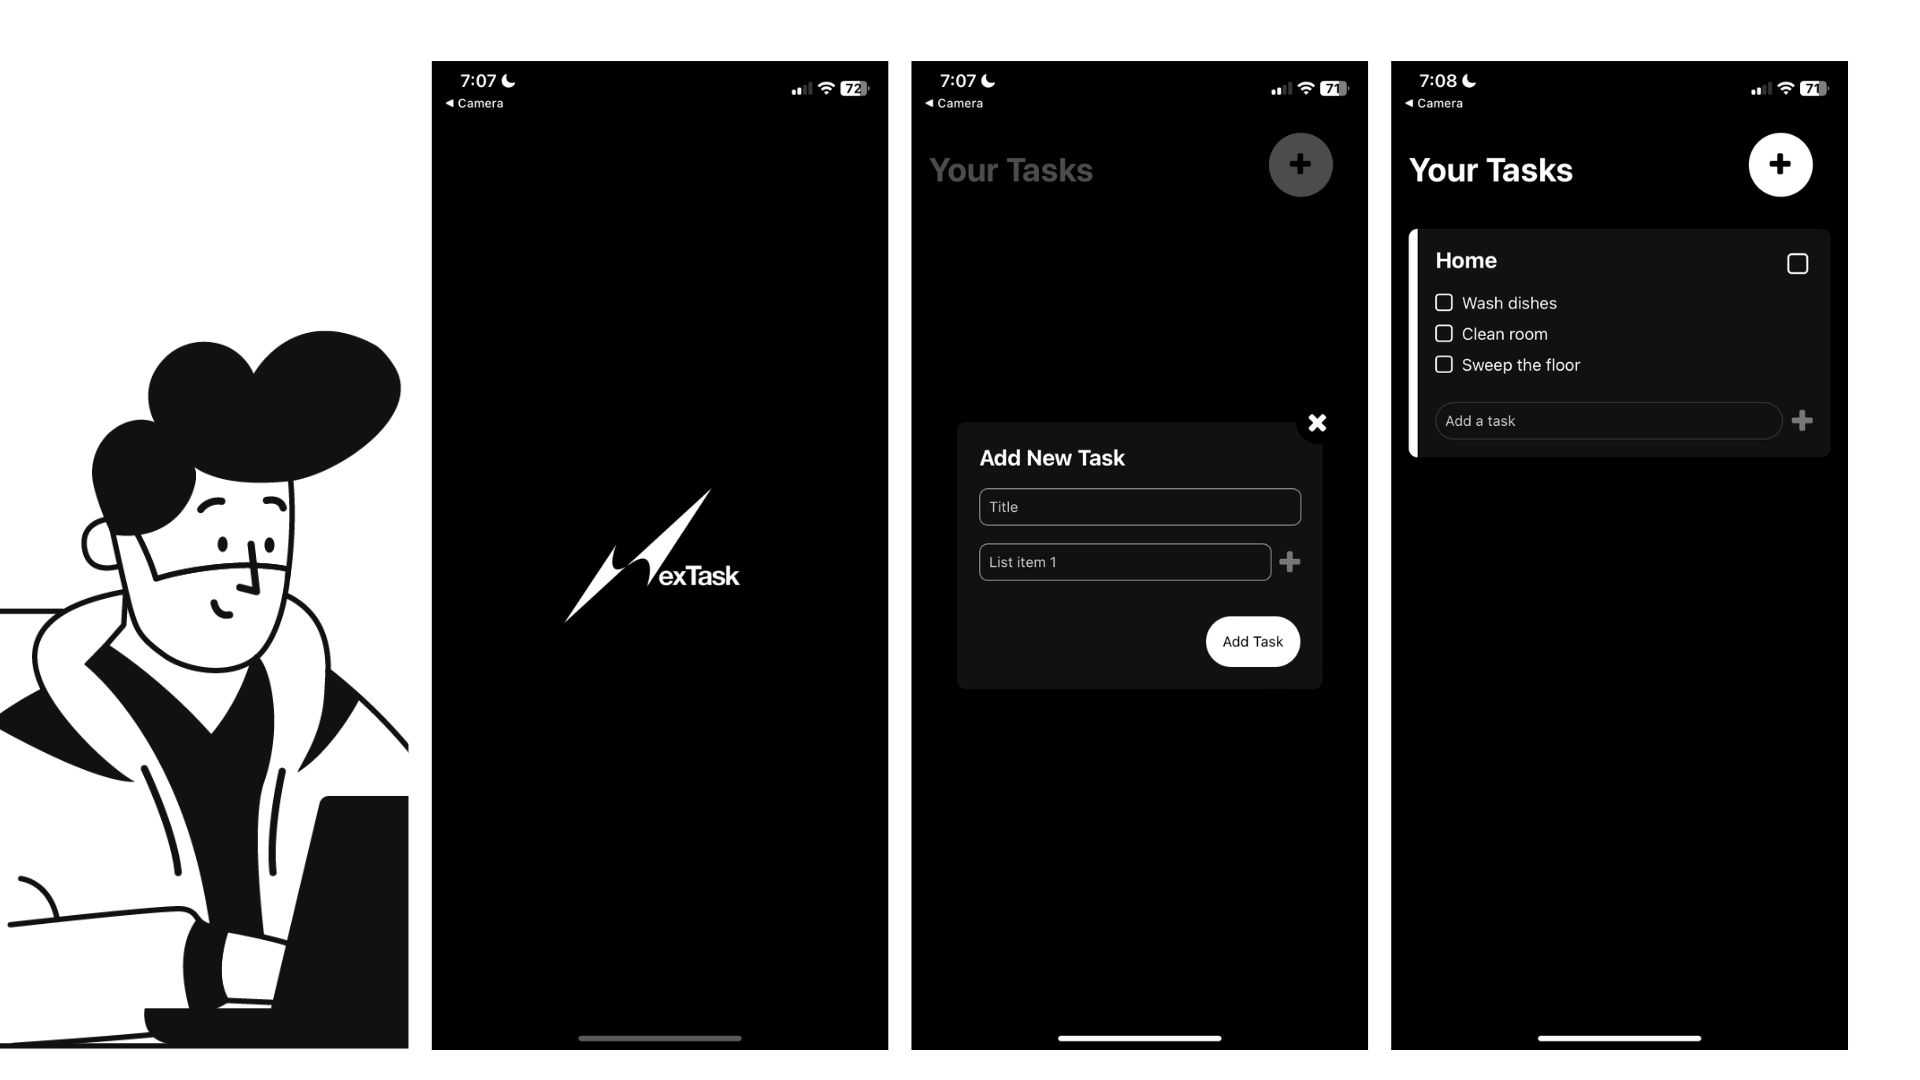 7:07
72
◀ Camera
exTask
7:07
71
◀ Camera
Your Tasks
Add New Task
Title
List item 1
Add Task
7:08
71
◀ Camera
Your Tasks
Home
Wash dishes
Clean room
Sweep the floor
Add a task